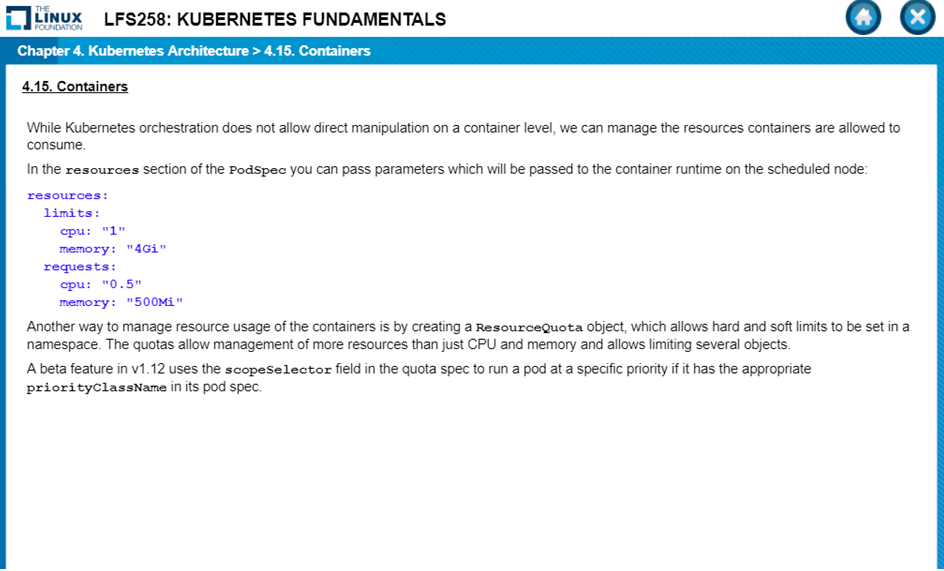 THE
LINUX
FOUNDATION
LFS258: KUBERNETES FUNDAMENTALS
Chapter 4. Kubernetes Architecture > 4.15. Containers
4.15. Containers
While Kubernetes orchestration does not allow direct manipulation on a container level, we can manage the resources containers are allowed to
consume.
In the resources section of the PodSpec you can pass parameters which will be passed to the container runtime on the scheduled node:
resources:
  limits:
    cpu: "1"
    memory: "4Gi"
  requests:
    cpu: "0.5"
    memory: "500Mi"
Another way to manage resource usage of the containers is by creating a ResourceQuota object, which allows hard and soft limits to be set in a
namespace. The quotas allow management of more resources than just CPU and memory and allows limiting several objects.
A beta feature in v1.12 uses the scopeSelector field in the quota spec to run a pod at a specific priority if it has the appropriate
priorityClassName in its pod spec.